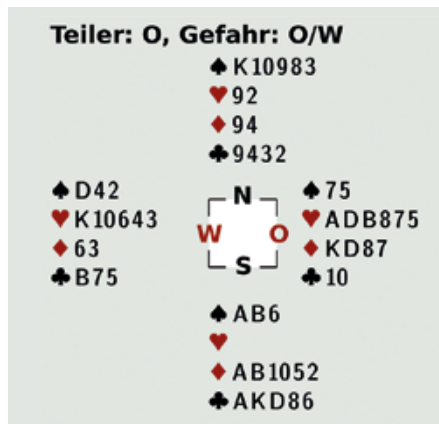 Teiler: O, Gefahr: O/W
♠K10983
♥92
♦94
♣9432
♠D42
♥K10643
♦63
♣B75
N
W O
S
♠75
♥ADB875
♦KD87
♣10
♠AB6
♥
♦AB1052
♣AKD86